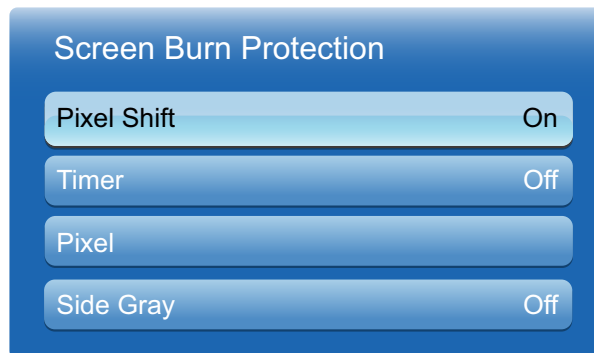 Screen Burn Protection
Pixel Shift On
Timer Off
Pixel
Side Gray Off